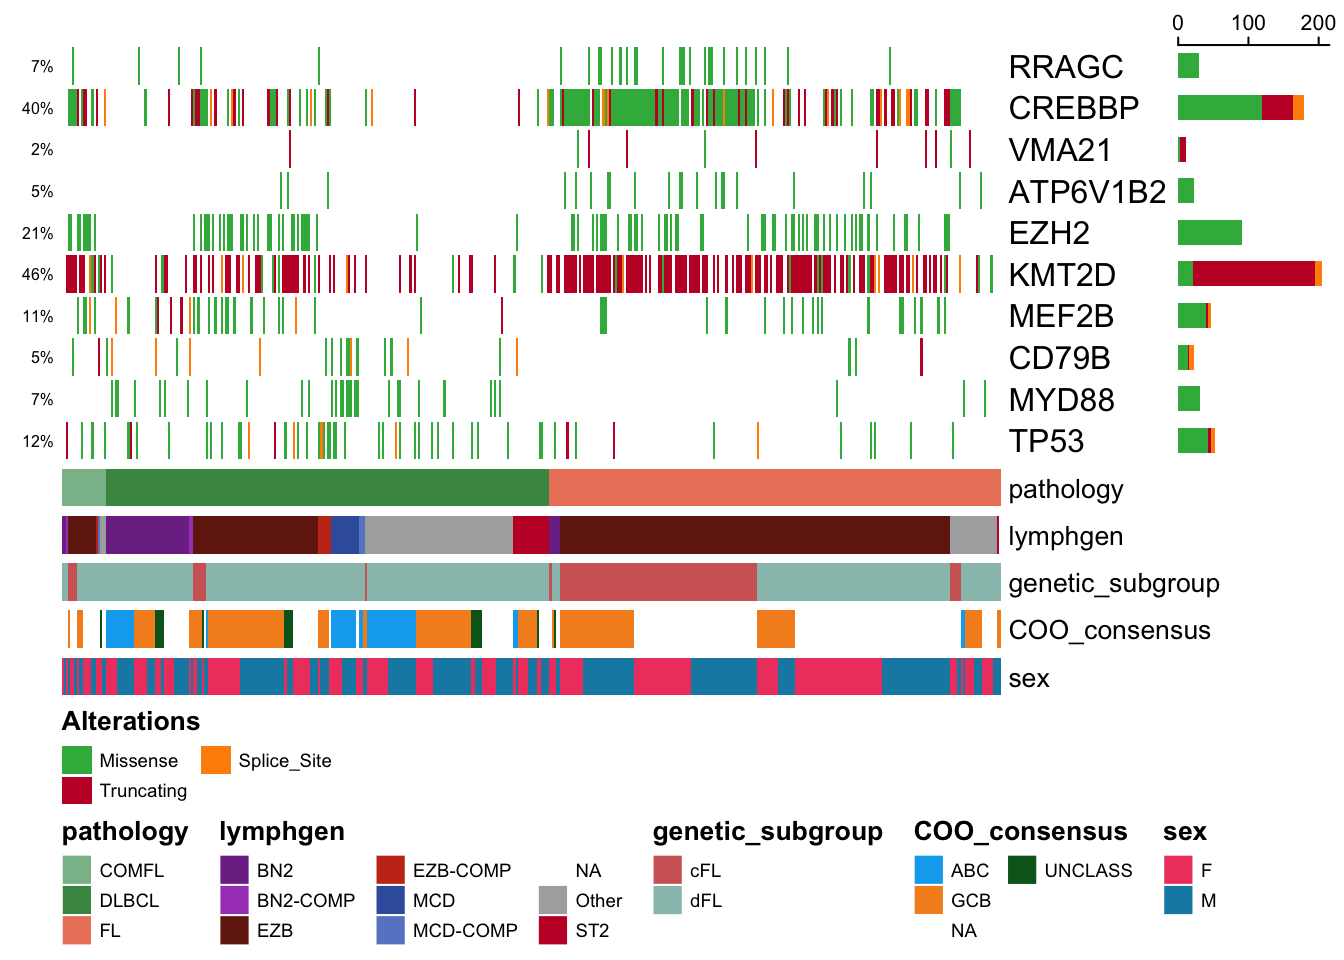 0 100 200
7% RRAGC
40% CREBBP
2% VMA21
5% ATP6V1B2
21% EZH2
46% KMT2D
11% MEF2B
5% CD79B
7% MYD88
12% TP53
pathology
lymphgen
genetic_subgroup
COO_consensus
sex
Alterations
Missense Splice_Site
Truncating
pathology lymphgen genetic_subgroup COO_consensus sex
COMFL BN2 EZB-COMP NA cFL ABC UNCLASS F
DLBCL BN2-COMP MCD Other dFL GCB M
FL EZB MCD-COMP ST2 NA